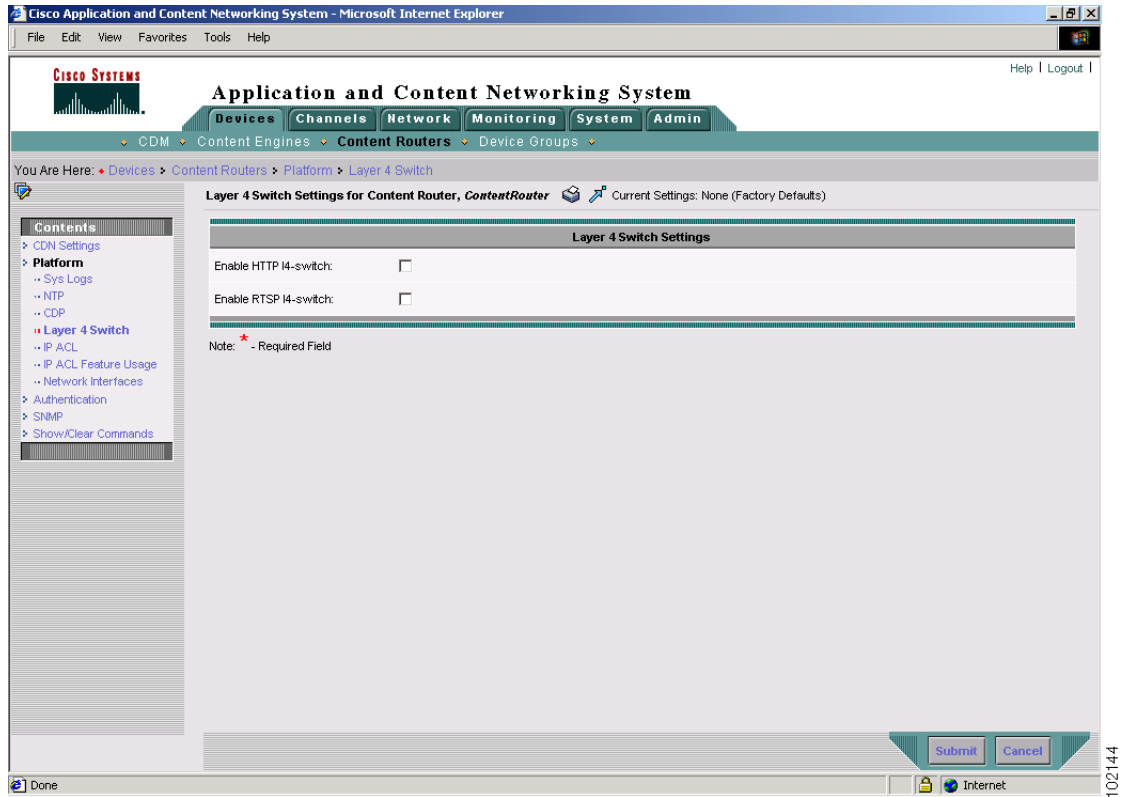 Cisco Application and Content Networking System - Microsoft Internet Explorer
File Edit View Favorites Tools Help
CISCO SYSTEMS
Help | Logout |
Application and Content Networking System
Devices Channels Network Monitoring System Admin
CDM Content Engines Content Routers Device Groups
You Are Here: Devices Content Routers Platform Layer 4 Switch
Layer 4 Switch Settings for Content Router, ContentRouter Current Settings: None (Factory Defaults)
Contents
CDN Settings
Platform
Sys Logs
NTP
CDP
Layer 4 Switch
IP ACL
IP ACL Feature Usage
Network Interfaces
Authentication
SNMP
Show/Clear Commands
Layer 4 Switch Settings
Enable HTTP l4-switch:
Enable RTSP l4-switch:
Note: * - Required Field
Submit Cancel
Done Internet
102144